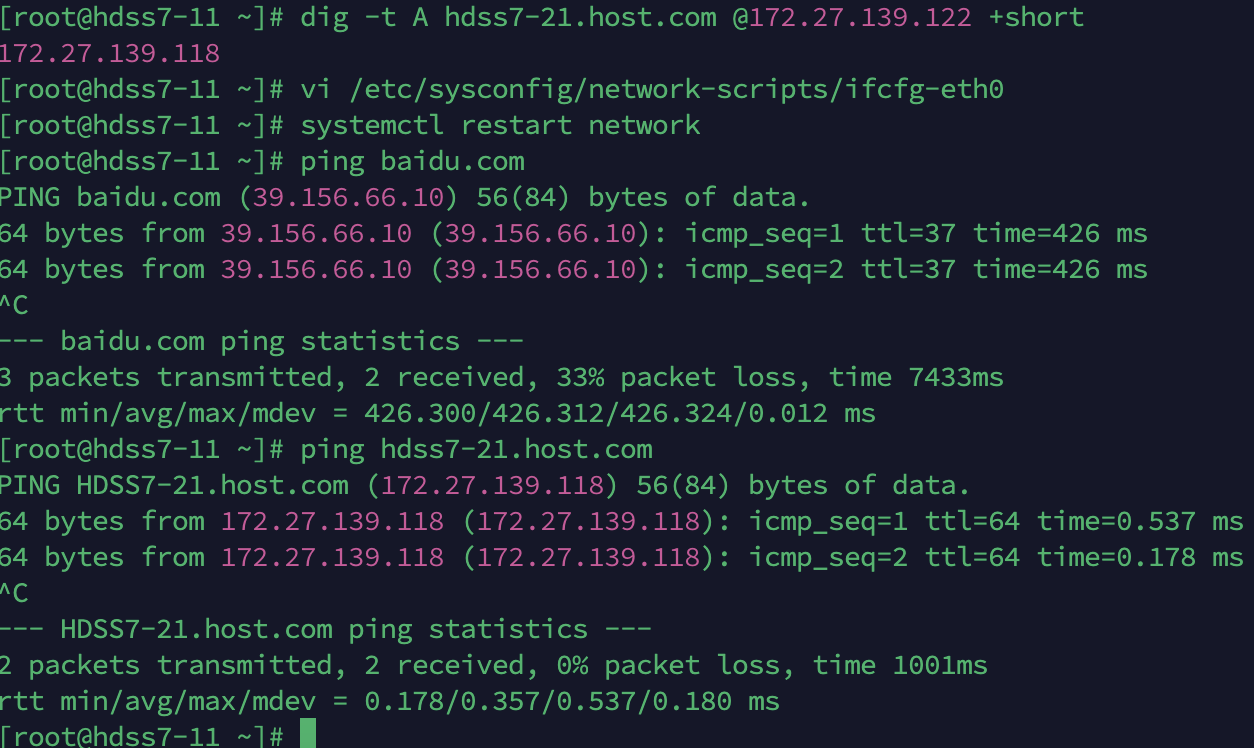 [root@hdss7-11 ~]# dig -t A hdss7-21.host.com @172.27.139.122 +short
172.27.139.118
[root@hdss7-11 ~]# vi /etc/sysconfig/network-scripts/ifcfg-eth0
[root@hdss7-11 ~]# systemctl restart network
[root@hdss7-11 ~]# ping baidu.com
PING baidu.com (39.156.66.10) 56(84) bytes of data.
64 bytes from 39.156.66.10 (39.156.66.10): icmp_seq=1 ttl=37 time=426 ms
64 bytes from 39.156.66.10 (39.156.66.10): icmp_seq=2 ttl=37 time=426 ms
^C
--- baidu.com ping statistics ---
3 packets transmitted, 2 received, 33% packet loss, time 7433ms
rtt min/avg/max/mdev = 426.300/426.312/426.324/0.012 ms
[root@hdss7-11 ~]# ping hdss7-21.host.com
PING HDSS7-21.host.com (172.27.139.118) 56(84) bytes of data.
64 bytes from 172.27.139.118 (172.27.139.118): icmp_seq=1 ttl=64 time=0.537 ms
64 bytes from 172.27.139.118 (172.27.139.118): icmp_seq=2 ttl=64 time=0.178 ms
^C
--- HDSS7-21.host.com ping statistics ---
2 packets transmitted, 2 received, 0% packet loss, time 1001ms
rtt min/avg/max/mdev = 0.178/0.357/0.537/0.180 ms
[root@hdss7-11 ~]#